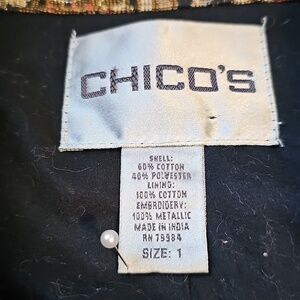 CHICO'S
SHELL:
60% COTTON
40% POLYESTER
LINING:
100% COTTON
EMBROIDERY:
100% METALLIC
MADE IN INDIA
RN 79984
SIZE: 1